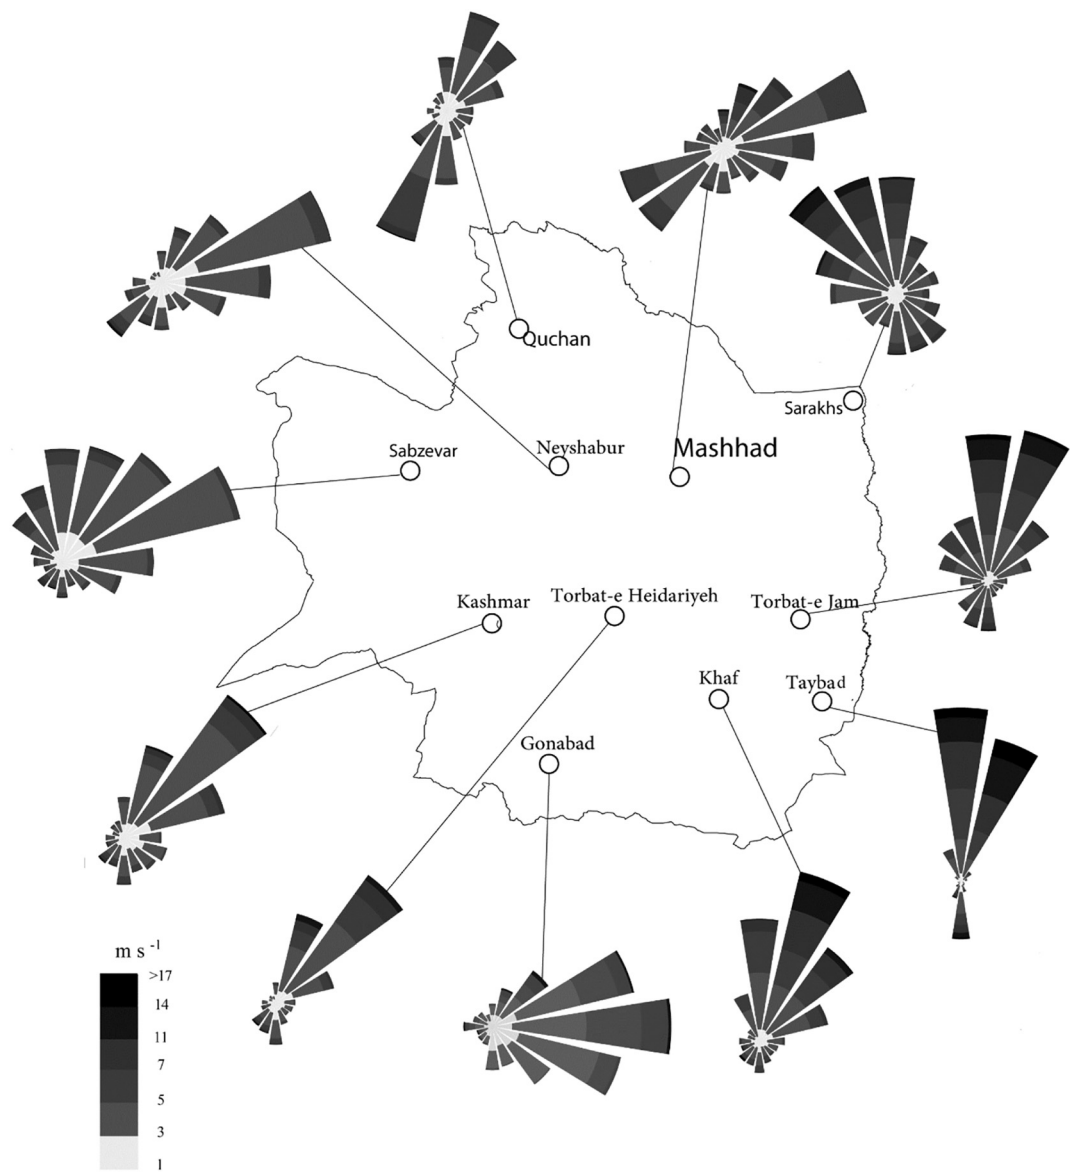 Quchan
Sarakhs
Sabzevar
Neyshabur
Mashhad
Kashmar
Torbat-e Heidariyeh
Torbat-e Jam
Khaf
Taybad
Gonabad
m s -1
>17
14
11
7
5
3
1